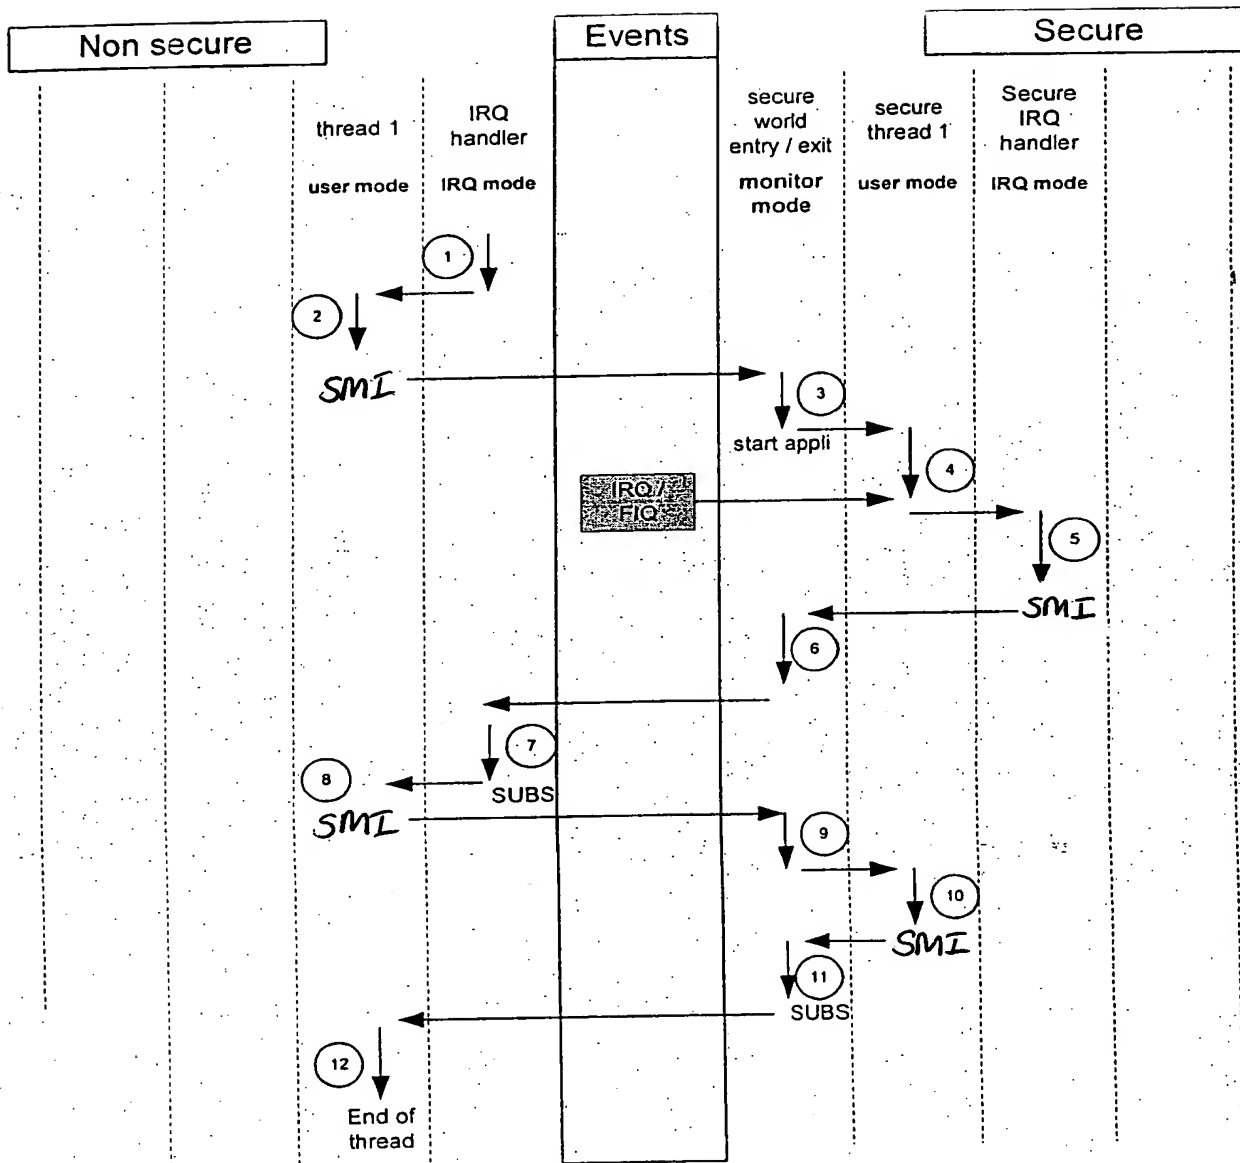 Non secure
Events
Secure
thread 1
user mode
IRQ
handler
IRQ mode
secure
world
entry / exit
monitor
mode
secure
thread 1
user mode
Secure
IRQ
handler
IRQ mode
1
2
SMI
3
start appli
4
IRQ /
FIQ
5
SMI
6
7
8
SUBS
SMI
9
10
SMI
11
SUBS
12
End of
thread